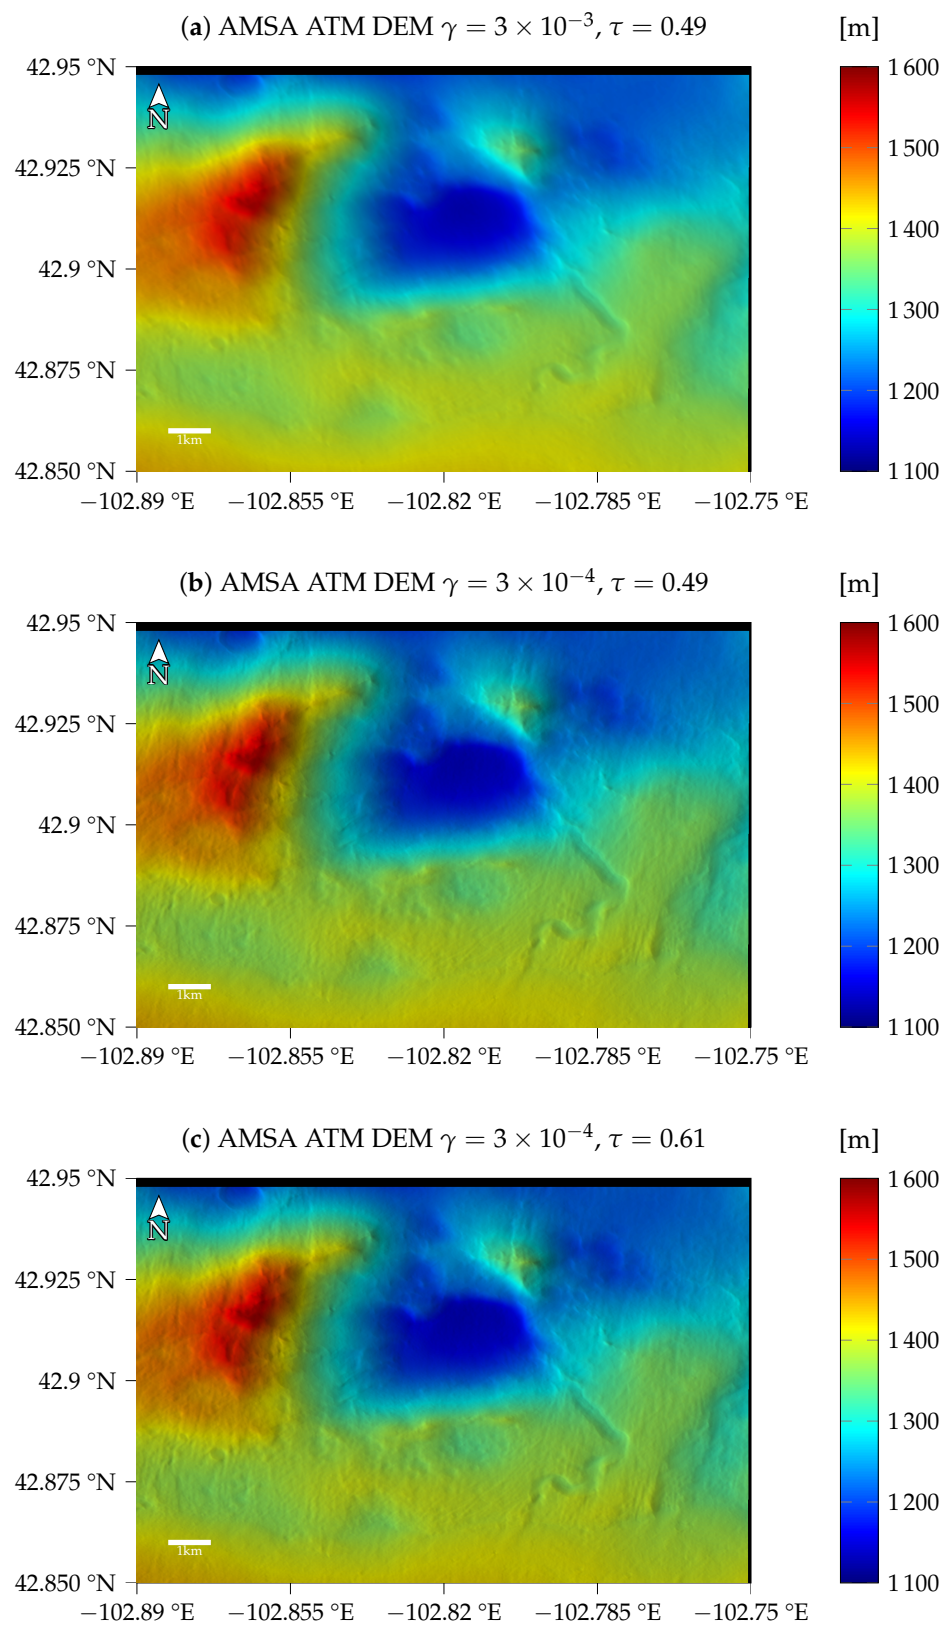 (a) AMSA ATM DEM γ = 3 × 10⁻³, τ = 0.49
[m]
42.95 °N
42.925 °N
42.9 °N
42.875 °N
42.850 °N
N
1km
−102.89 °E −102.855 °E −102.82 °E −102.785 °E −102.75 °E
1 600
1 500
1 400
1 300
1 200
1 100
(b) AMSA ATM DEM γ = 3 × 10⁻⁴, τ = 0.49
[m]
42.95 °N
42.925 °N
42.9 °N
42.875 °N
42.850 °N
N
1km
−102.89 °E −102.855 °E −102.82 °E −102.785 °E −102.75 °E
1 600
1 500
1 400
1 300
1 200
1 100
(c) AMSA ATM DEM γ = 3 × 10⁻⁴, τ = 0.61
[m]
42.95 °N
42.925 °N
42.9 °N
42.875 °N
42.850 °N
N
1km
−102.89 °E −102.855 °E −102.82 °E −102.785 °E −102.75 °E
1 600
1 500
1 400
1 300
1 200
1 100